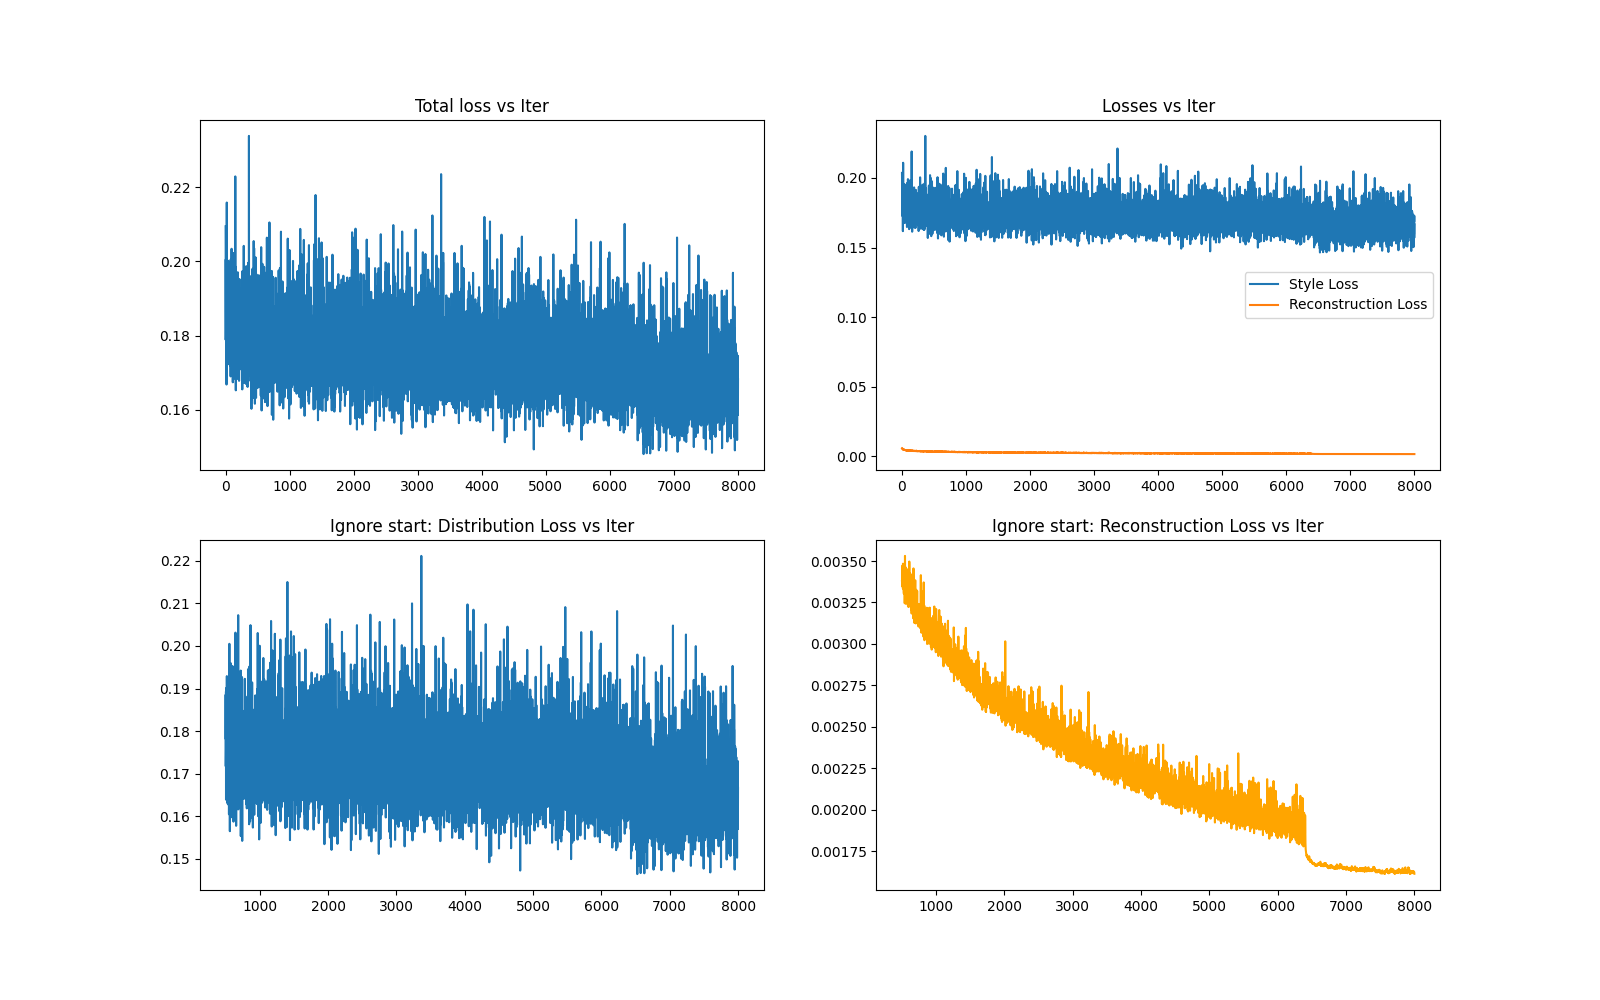 Total loss vs Iter
0.22
0.20
0.18
0.16
0 1000 2000 3000 4000 5000 6000 7000 8000
Losses vs Iter
0.20
0.15
0.10
0.05
0.00
Style Loss
Reconstruction Loss
0 1000 2000 3000 4000 5000 6000 7000 8000
Ignore start: Distribution Loss vs Iter
0.22
0.21
0.20
0.19
0.18
0.17
0.16
0.15
1000 2000 3000 4000 5000 6000 7000 8000
Ignore start: Reconstruction Loss vs Iter
0.00350
0.00325
0.00300
0.00275
0.00250
0.00225
0.00200
0.00175
1000 2000 3000 4000 5000 6000 7000 8000